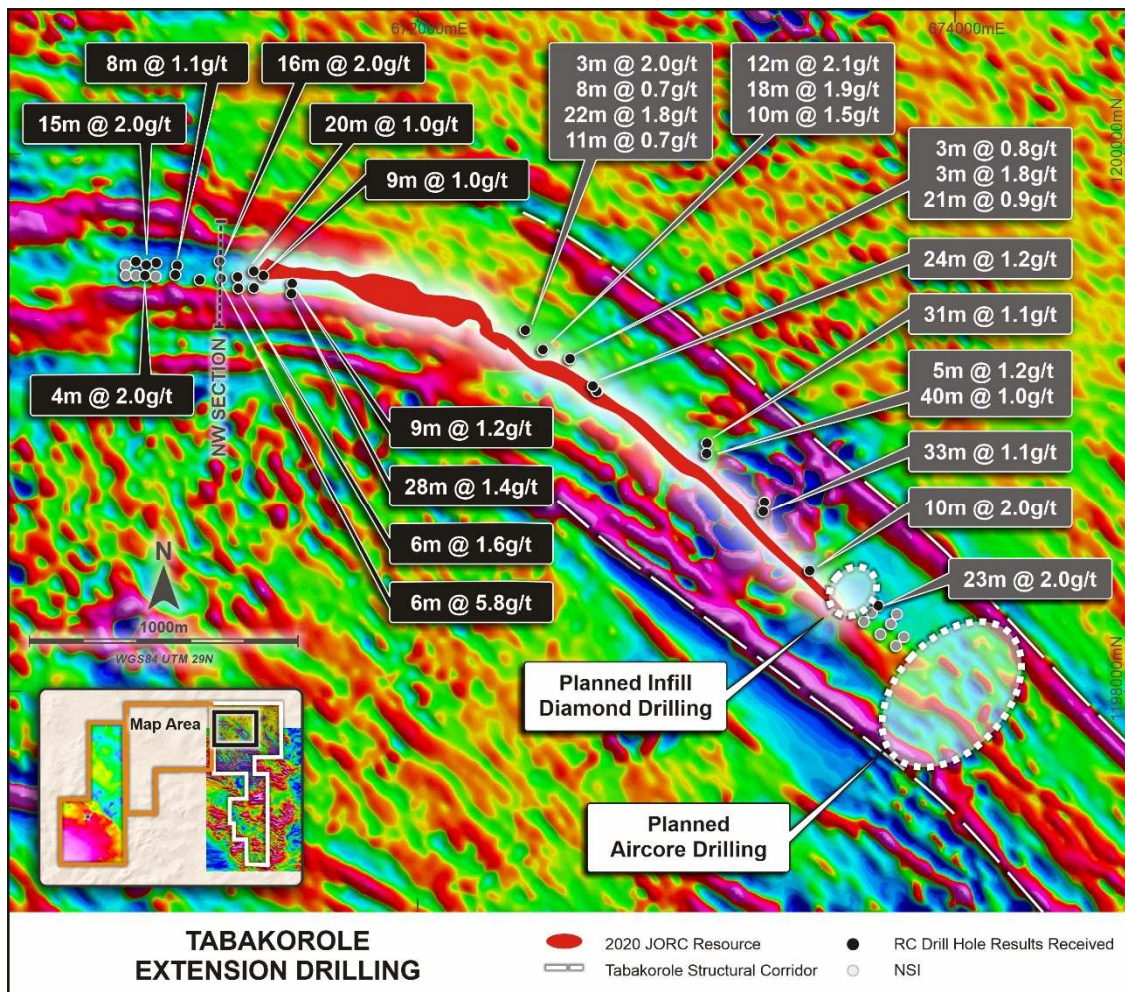 672000mE
674000mE
1200000mN
1198000mN
8m @ 1.1g/t
16m @ 2.0g/t
15m @ 2.0g/t
20m @ 1.0g/t
9m @ 1.0g/t
3m @ 2.0g/t
8m @ 0.7g/t
22m @ 1.8g/t
11m @ 0.7g/t
12m @ 2.1g/t
18m @ 1.9g/t
10m @ 1.5g/t
3m @ 0.8g/t
3m @ 1.8g/t
21m @ 0.9g/t
24m @ 1.2g/t
31m @ 1.1g/t
5m @ 1.2g/t
40m @ 1.0g/t
33m @ 1.1g/t
10m @ 2.0g/t
23m @ 2.0g/t
4m @ 2.0g/t
NW SECTION
9m @ 1.2g/t
28m @ 1.4g/t
6m @ 1.6g/t
6m @ 5.8g/t
N
1000m
WGS84 UTM 29N
Map Area
Planned Infill
Diamond Drilling
Planned
Aircore Drilling
TABAKOROLE
EXTENSION DRILLING
2020 JORC Resource
Tabakorole Structural Corridor
RC Drill Hole Results Received
NSI